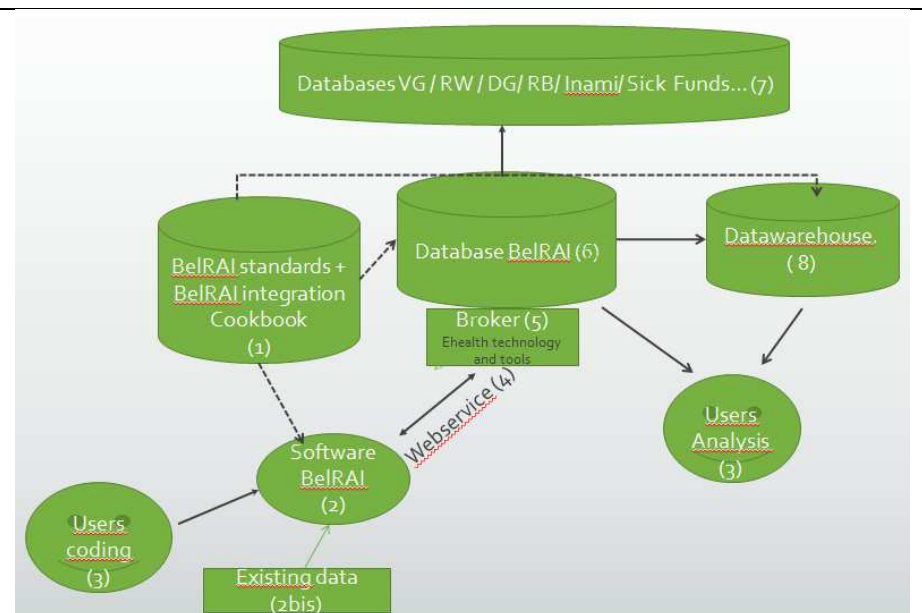 Databases VG / RW / DG/ RB/ Inami/ Sick Funds... (7)
BelRAI standards +
BelRAI integration
Cookbook
(1)
Database BelRAI (6)
Datawarehouse.
( 8)
Broker (5)
Ehealth technology
and tools
Webservice (4)
Users
Analysis
(3)
Software
BelRAI
(2)
Users
coding
(3)
Existing data
(2bis)